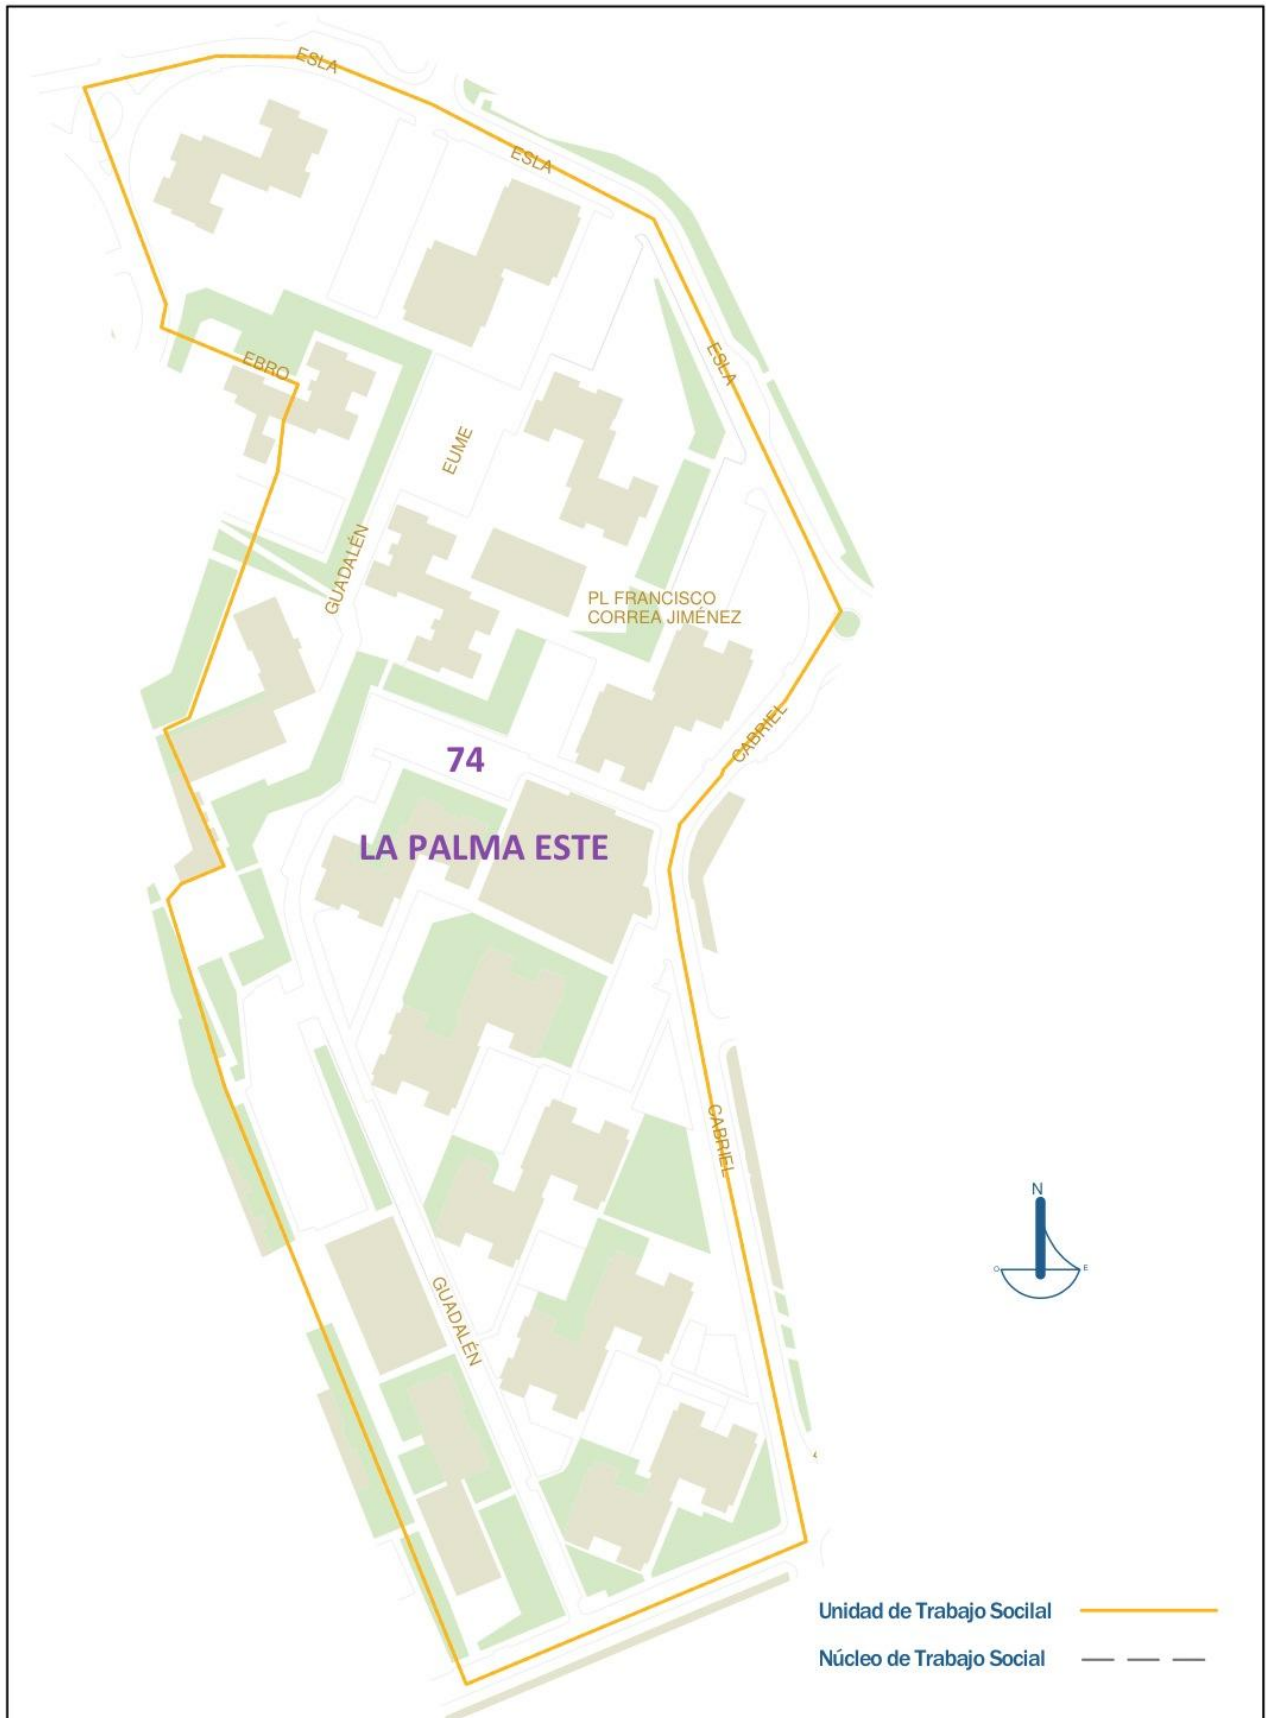 ESLA
ESLA
ESLA
EBRO
EUME
GUADALÉN
PL FRANCISCO
CORREA JIMÉNEZ
CABRIEL
74
LA PALMA ESTE
CABRIEL
N
O
E
GUADALÉN
Unidad de Trabajo Socilal
Núcleo de Trabajo Social